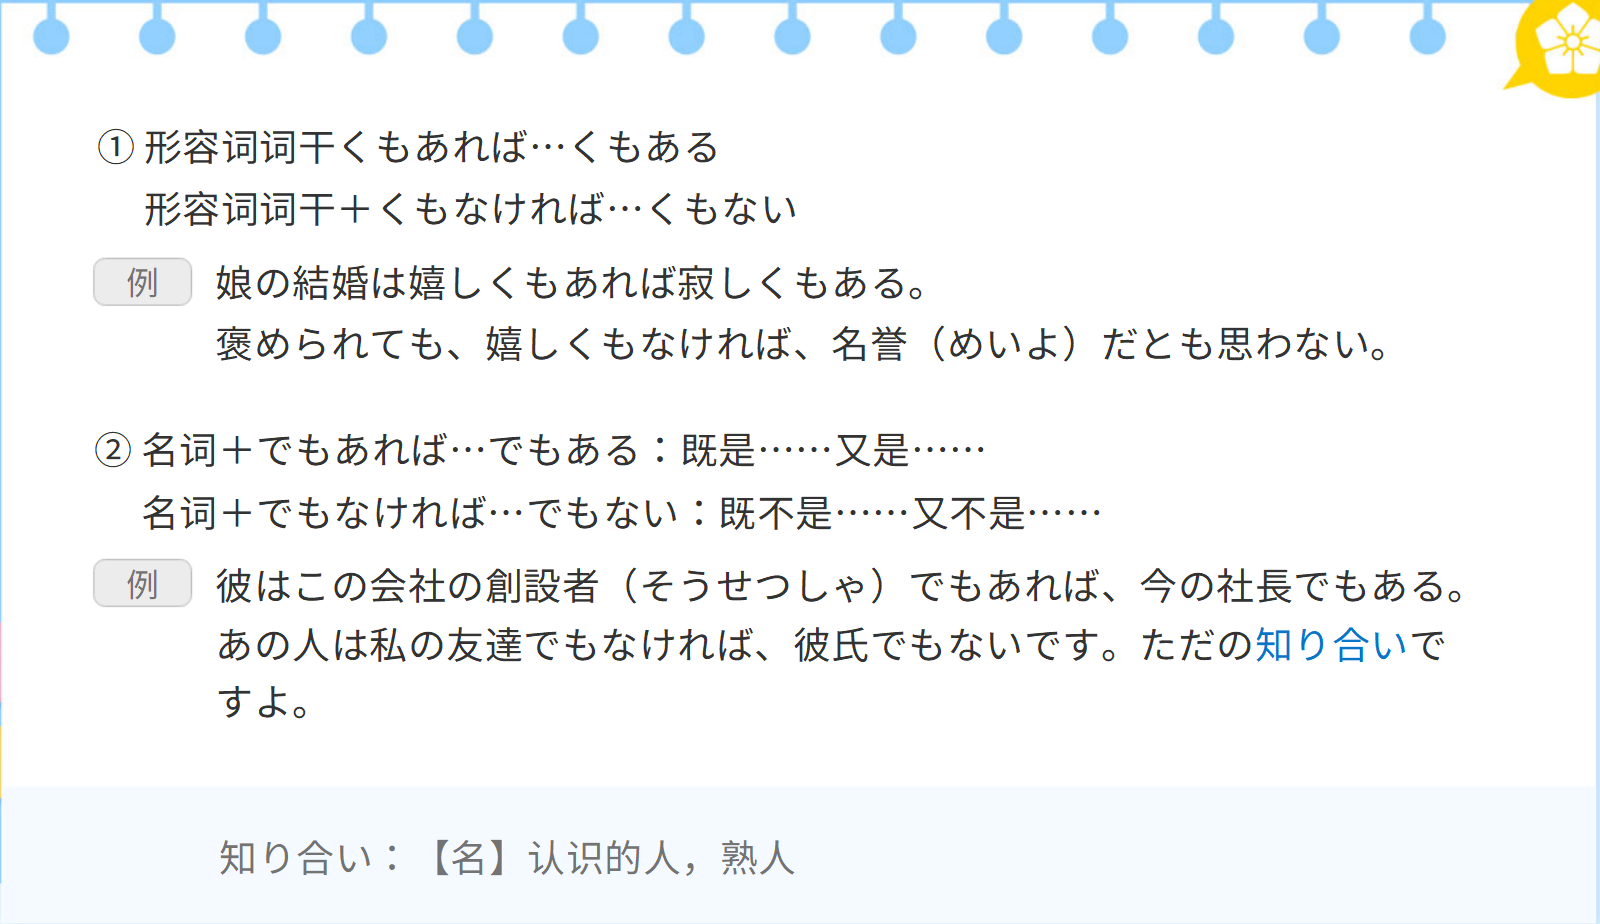 ① 形容词词干くもあれば…くもある
形容词词干＋くもなければ…くもない
例 娘の結婚は嬉しくもあれば寂しくもある。
褒められても、嬉しくもなければ、名誉（めいよ）だとも思わない。
② 名词＋でもあれば…でもある：既是……又是……
名词＋でもなければ…でもない：既不是……又不是……
例 彼はこの会社の創設者（そうせつしゃ）でもあれば、今の社長でもある。
あの人は私の友達でもなければ、彼氏でもないです。ただの知り合いで
すよ。
知り合い：【名】认识的人，熟人